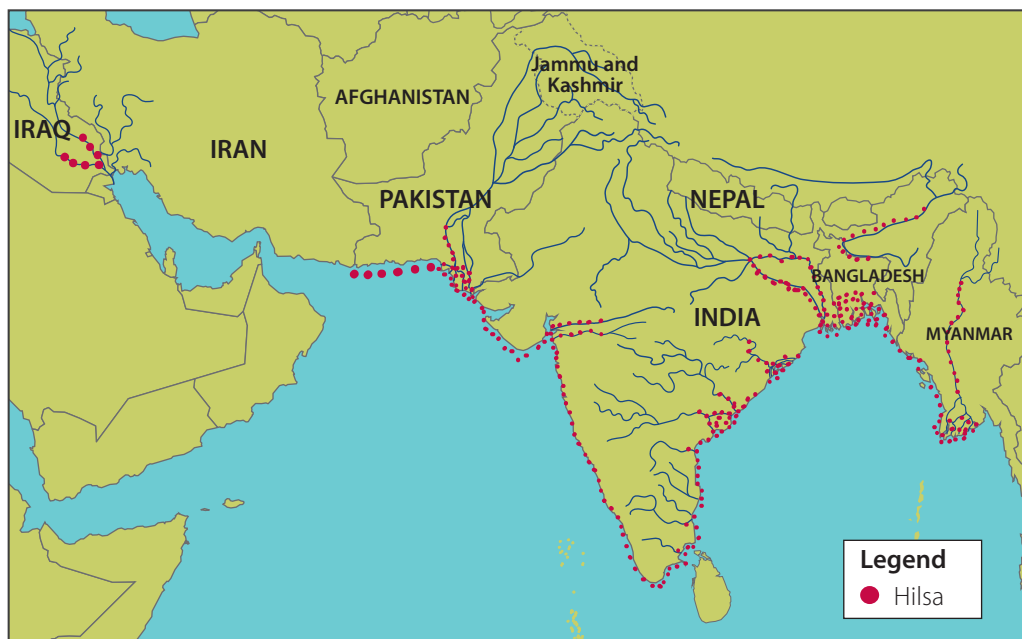 Jammu and
Kashmir
AFGHANISTAN
IRAQ
IRAN
PAKISTAN
NEPAL
BANGLADESH
INDIA
MYANMAR
Legend
Hilsa